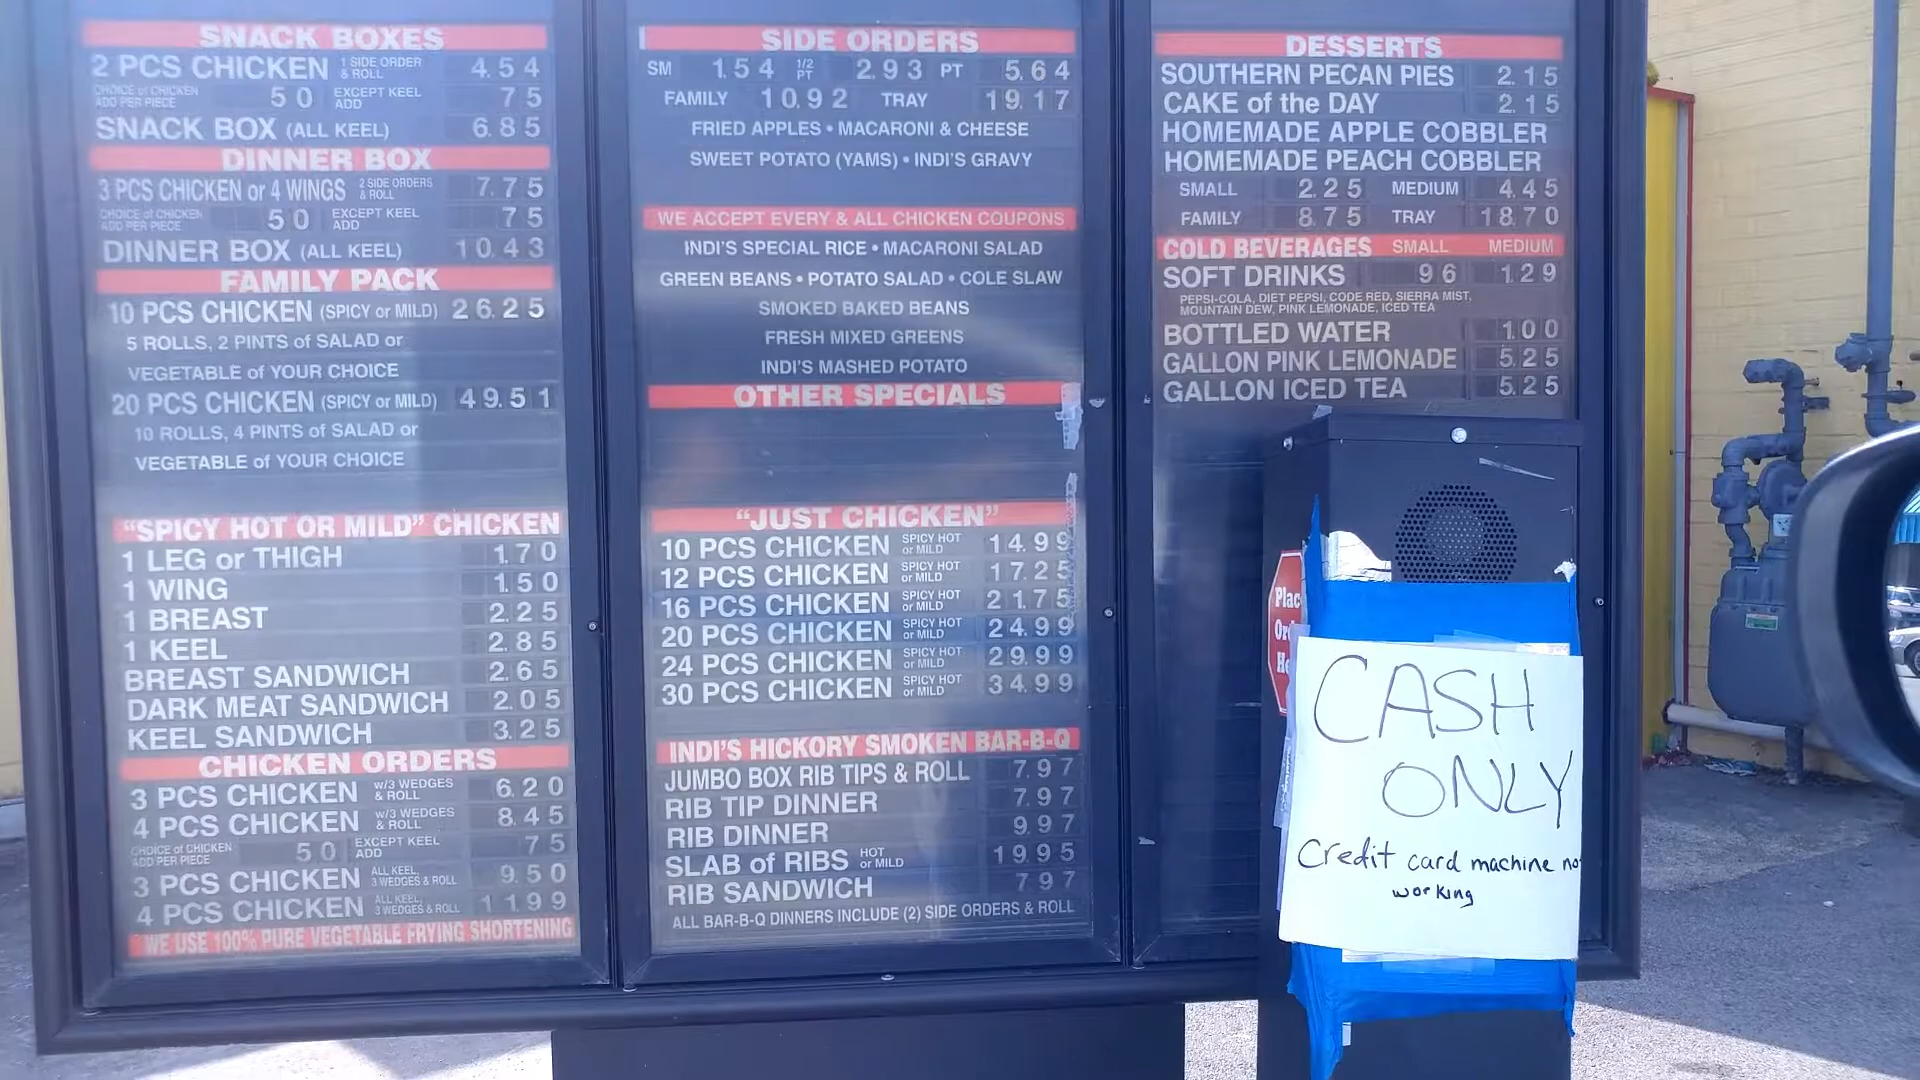 SNACK BOXES
2 PCS CHICKEN 1 SIDE ORDER & ROLL 4.54
CHOICE of CHICKEN ADD PER PIECE 50 EXCEPT KEEL ADD 75
SNACK BOX (ALL KEEL) 6.85
DINNER BOX
3 PCS CHICKEN or 4 WINGS 2 SIDE ORDERS & ROLL 7.75
CHOICE of CHICKEN ADD PER PIECE 50 EXCEPT KEEL ADD 75
DINNER BOX (ALL KEEL) 10.43
FAMILY PACK
10 PCS CHICKEN (SPICY or MILD) 26.25
5 ROLLS, 2 PINTS of SALAD or
VEGETABLE of YOUR CHOICE
20 PCS CHICKEN (SPICY or MILD) 49.51
10 ROLLS, 4 PINTS of SALAD or
VEGETABLE of YOUR CHOICE
"SPICY HOT OR MILD" CHICKEN
1 LEG or THIGH 1.70
1 WING 1.50
1 BREAST 2.25
1 KEEL 2.85
BREAST SANDWICH 2.65
DARK MEAT SANDWICH 2.05
KEEL SANDWICH 3.25
CHICKEN ORDERS
3 PCS CHICKEN W/3 WEDGES & ROLL 6.20
4 PCS CHICKEN W/3 WEDGES & ROLL 8.45
CHOICE of CHICKEN ADD PER PIECE 50 EXCEPT KEEL ADD 75
3 PCS CHICKEN ALL KEEL, 3 WEDGES & ROLL 9.50
4 PCS CHICKEN ALL KEEL, 3 WEDGES & ROLL 11.99
WE USE 100% PURE VEGETABLE FRYING SHORTENING
SIDE ORDERS
SM 1.54 1/2 PT 2.93 PT 5.64
FAMILY 10.92 TRAY 19.17
FRIED APPLES • MACARONI & CHEESE
SWEET POTATO (YAMS) • INDI'S GRAVY
WE ACCEPT EVERY & ALL CHICKEN COUPONS
INDI'S SPECIAL RICE • MACARONI SALAD
GREEN BEANS • POTATO SALAD • COLE SLAW
SMOKED BAKED BEANS
FRESH MIXED GREENS
INDI'S MASHED POTATO
OTHER SPECIALS
"JUST CHICKEN"
10 PCS CHICKEN SPICY HOT or MILD 14.99
12 PCS CHICKEN SPICY HOT or MILD 17.25
16 PCS CHICKEN SPICY HOT or MILD 21.75
20 PCS CHICKEN SPICY HOT or MILD 24.99
24 PCS CHICKEN SPICY HOT or MILD 29.99
30 PCS CHICKEN SPICY HOT or MILD 34.99
INDI'S HICKORY SMOKEN BAR-B-Q
JUMBO BOX RIB TIPS & ROLL 7.97
RIB TIP DINNER 7.97
RIB DINNER 9.97
SLAB of RIBS HOT or MILD 19.95
RIB SANDWICH 7.97
ALL BAR-B-Q DINNERS INCLUDE (2) SIDE ORDERS & ROLL
DESSERTS
SOUTHERN PECAN PIES 2.15
CAKE of the DAY 2.15
HOMEMADE APPLE COBBLER
HOMEMADE PEACH COBBLER
SMALL 2.25 MEDIUM 4.45
FAMILY 8.75 TRAY 18.70
COLD BEVERAGES SMALL MEDIUM
SOFT DRINKS 96 1.29
PEPSI-COLA, DIET PEPSI, CODE RED, SIERRA MIST,
MOUNTAIN DEW, PINK LEMONADE, ICED TEA
BOTTLED WATER 1.00
GALLON PINK LEMONADE 5.25
GALLON ICED TEA 5.25
Plac
Or
He
CASH
ONLY
Credit card machine no
working